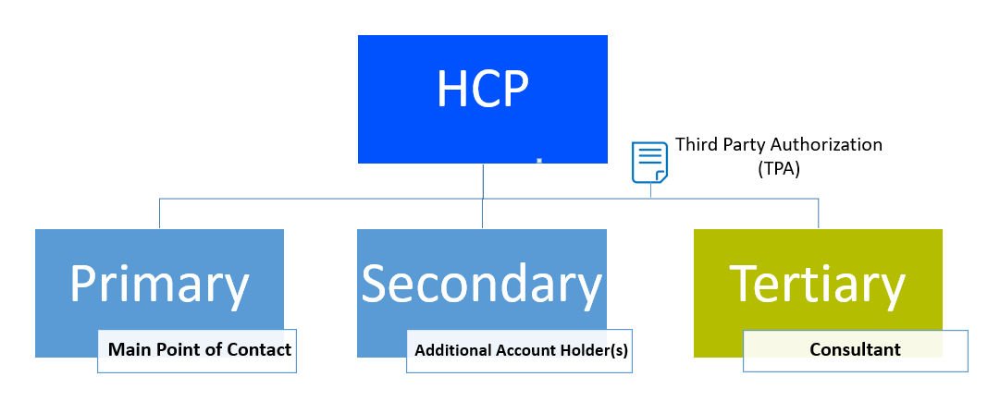 HCP
Third Party Authorization
(TPA)
Primary
Main Point of Contact
Secondary
Additional Account Holder(s)
Tertiary
Consultant